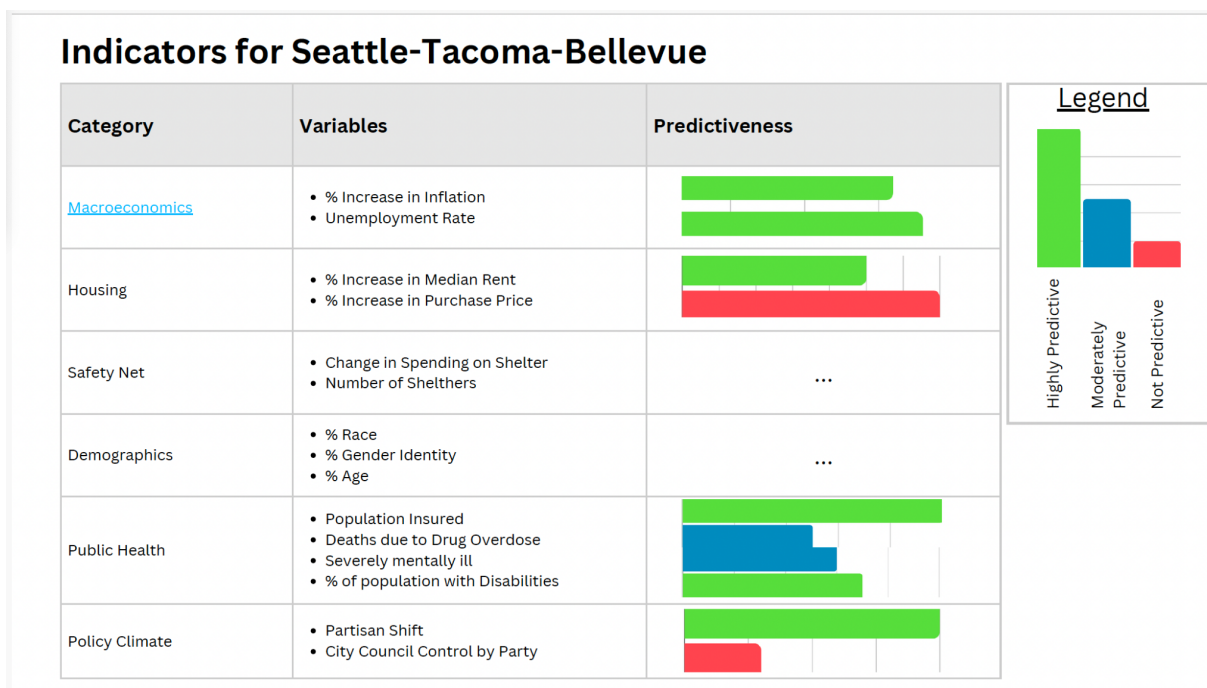 Indicators for Seattle-Tacoma-Bellevue
Category
Variables
Predictiveness
Legend
Macroeconomics
% Increase in Inflation
Unemployment Rate
Housing
% Increase in Median Rent
% Increase in Purchase Price
Safety Net
Change in Spending on Shelter
Number of Shelthers
...
Demographics
% Race
% Gender Identity
% Age
...
Public Health
Population Insured
Deaths due to Drug Overdose
Severely mentally ill
% of population with Disabilities
Policy Climate
Partisan Shift
City Council Control by Party
Highly Predictive
Moderately
Predictive
Not Predictive